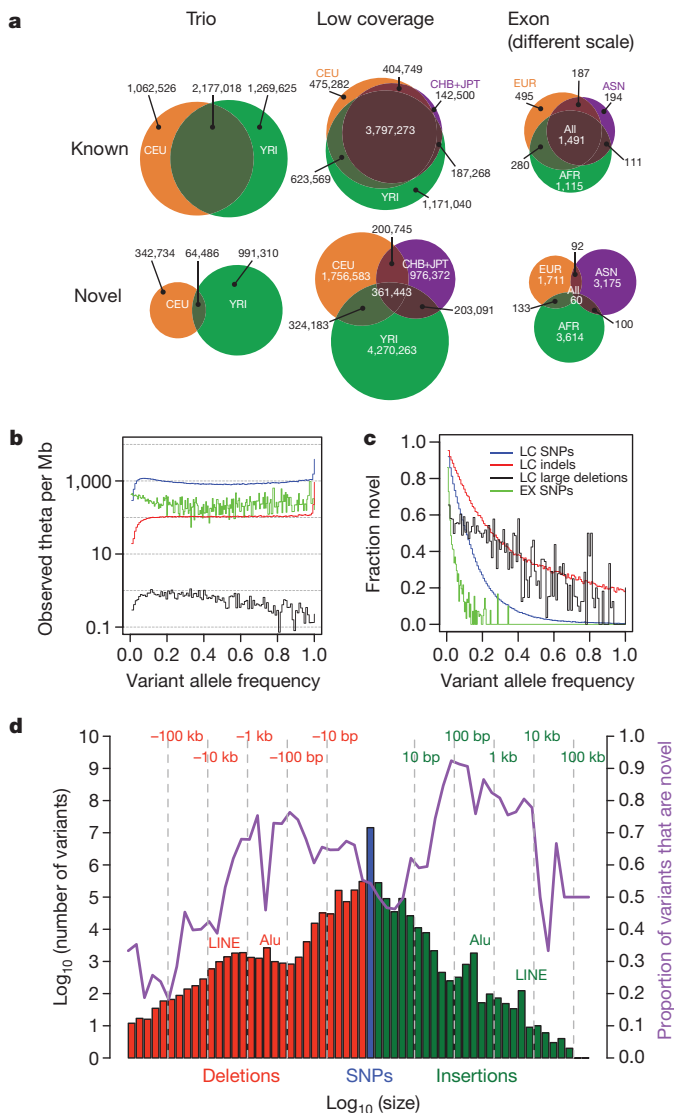 a
Trio
Low coverage
Exon
(different scale)
Known
1,062,526
2,177,018
1,269,625
CEU
YRI
CEU
475,282
404,749
CHB+JPT
142,500
3,797,273
623,569
187,268
YRI
1,171,040
EUR
495
187
ASN
194
All
1,491
280
111
AFR
1,115
Novel
342,734
64,486
991,310
CEU
YRI
200,745
CEU
1,756,583
CHB+JPT
976,372
361,443
324,183
203,091
YRI
4,270,263
92
EUR
1,711
ASN
3,175
All
60
133
100
AFR
3,614
b
Observed theta per Mb
1,000
10
0.1
0.0 0.2 0.4 0.6 0.8 1.0
Variant allele frequency
c
Fraction novel
1.0
0.8
0.6
0.4
0.2
0.0
LC SNPs
LC indels
LC large deletions
EX SNPs
0.0 0.2 0.4 0.6 0.8 1.0
Variant allele frequency
d
Log10 (number of variants)
10
9
8
7
6
5
4
3
2
1
0
–100 kb
–10 kb
–1 kb
–100 bp
–10 bp
10 bp
100 bp
1 kb
10 kb
100 kb
LINE
Alu
Alu
LINE
1.0
0.9
0.8
0.7
0.6
0.5
0.4
0.3
0.2
0.1
0.0
Proportion of variants that are novel
Deletions
SNPs
Insertions
Log10 (size)